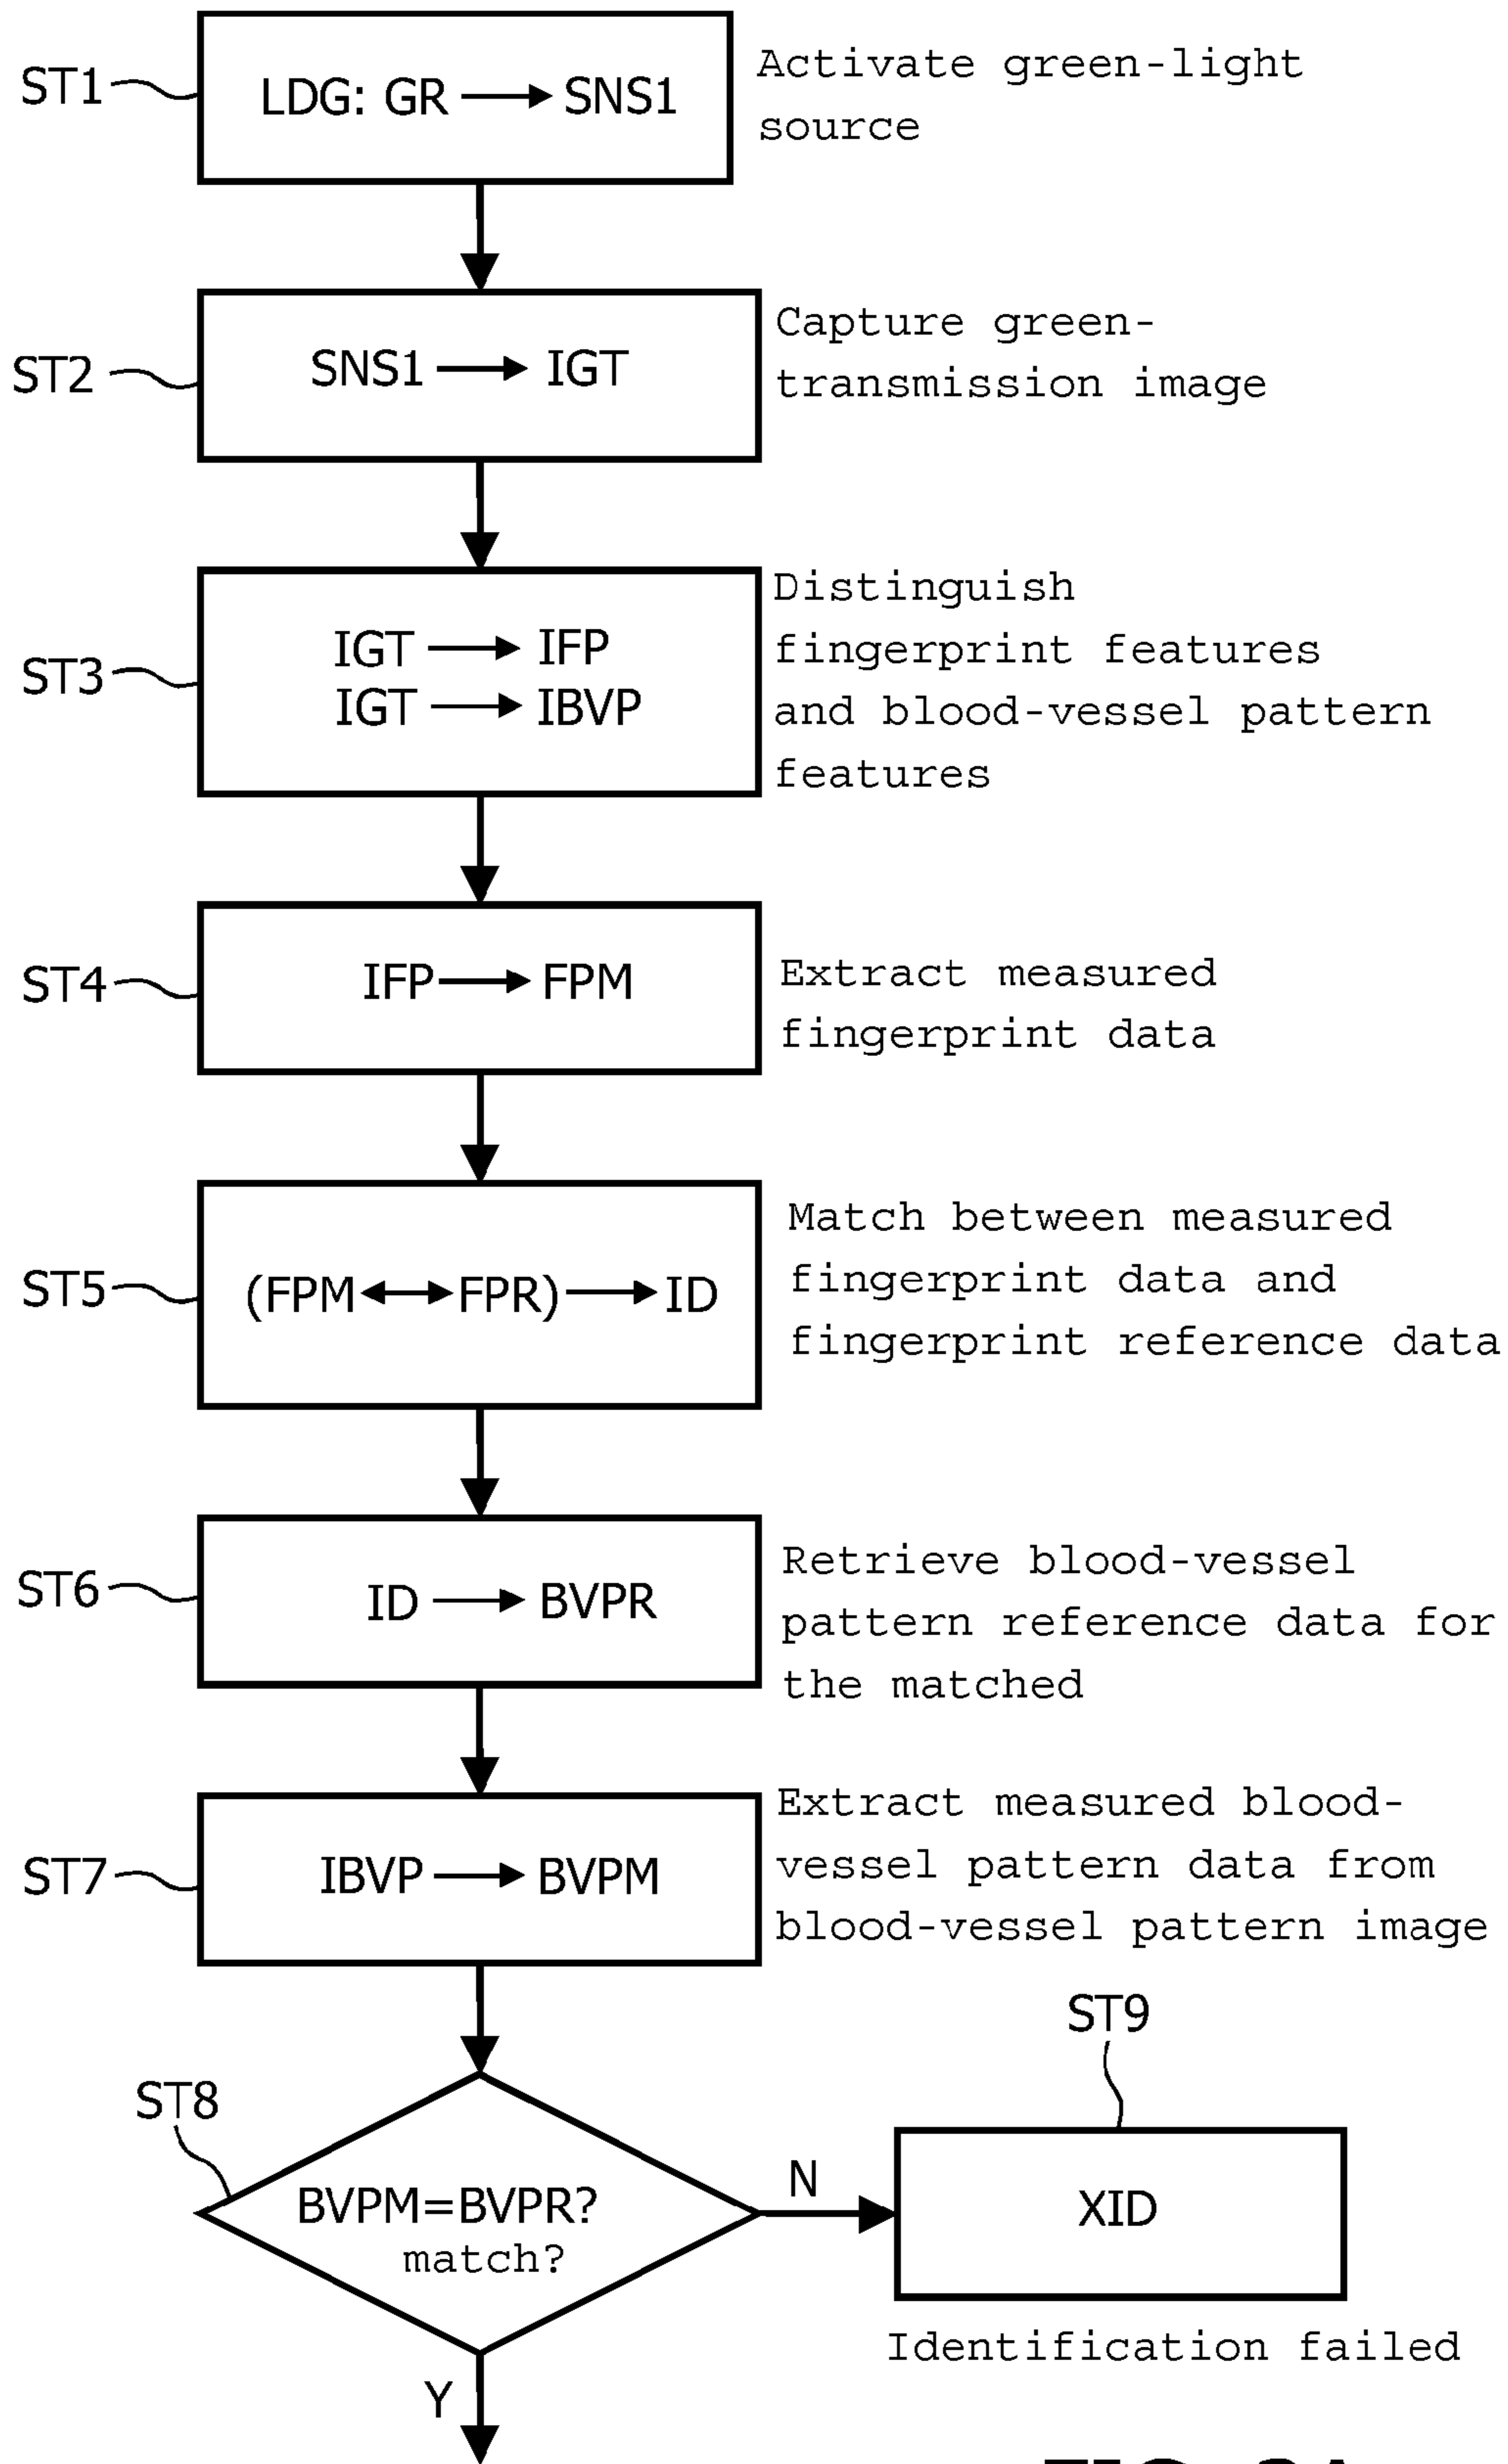 ST1
LDG: GR → SNS1
Activate green-light
source
ST2
SNS1 → IGT
Capture green-
transmission image
ST3
IGT → IFP
IGT → IBVP
Distinguish
fingerprint features
and blood-vessel pattern
features
ST4
IFP → FPM
Extract measured
fingerprint data
ST5
(FPM ↔ FPR) → ID
Match between measured
fingerprint data and
fingerprint reference data
ST6
ID → BVPR
Retrieve blood-vessel
pattern reference data for
the matched
ST7
IBVP → BVPM
Extract measured blood-
vessel pattern data from
blood-vessel pattern image
ST8
BVPM=BVPR?
match?
N
ST9
XID
Identification failed
Y